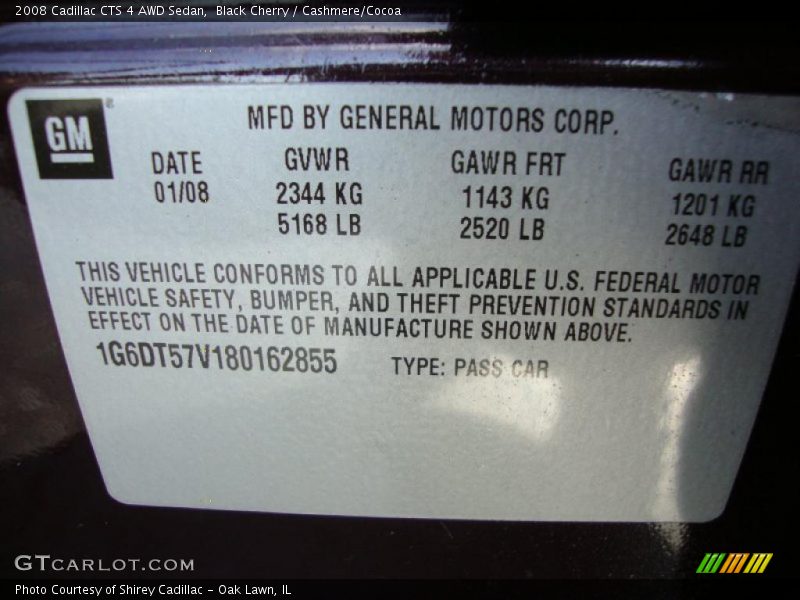 2008 Cadillac CTS 4 AWD Sedan, Black Cherry / Cashmere/Cocoa
GM
MFD BY GENERAL MOTORS CORP.
DATE GVWR GAWR FRT GAWR RR
01/08 2344 KG 1143 KG 1201 KG
5168 LB 2520 LB 2648 LB
THIS VEHICLE CONFORMS TO ALL APPLICABLE U.S. FEDERAL MOTOR
VEHICLE SAFETY, BUMPER, AND THEFT PREVENTION STANDARDS IN
EFFECT ON THE DATE OF MANUFACTURE SHOWN ABOVE.
1G6DT57V180162855 TYPE: PASS CAR
GTCARLOT.COM
Photo Courtesy of Shirey Cadillac - Oak Lawn, IL